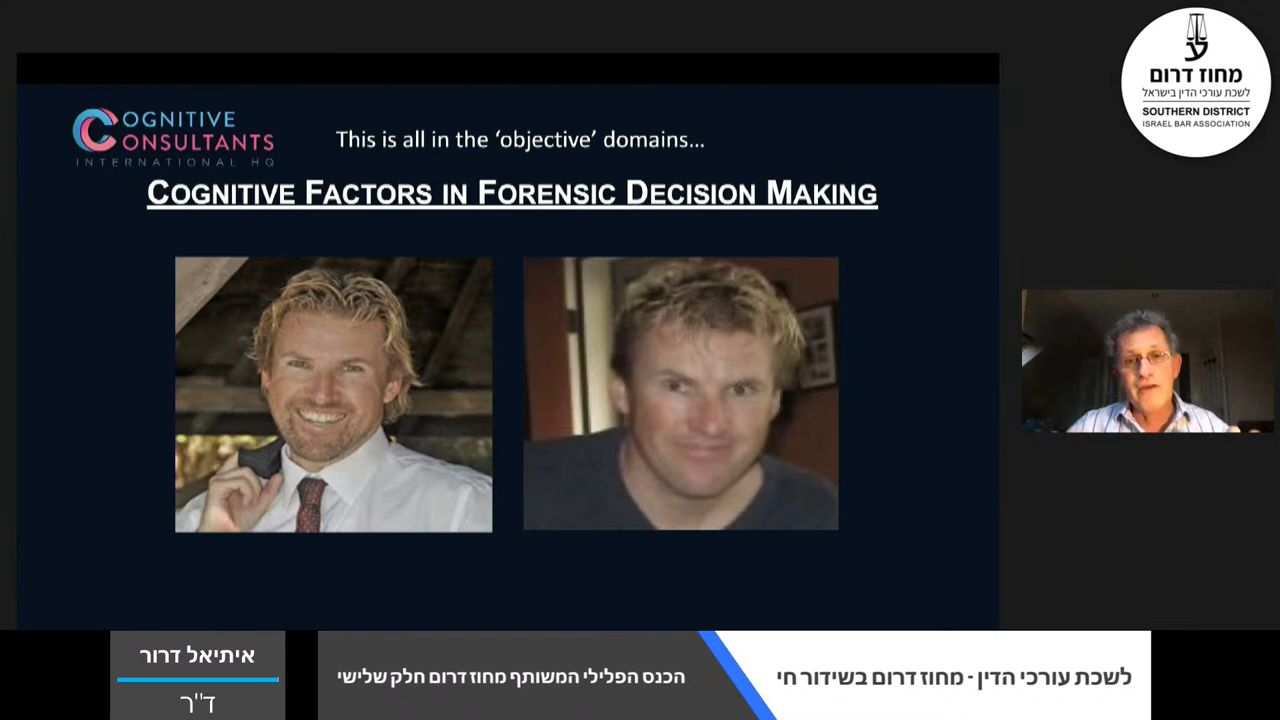 COGNITIVE
CONSULTANTS
INTERNATIONAL HQ
This is all in the ‘objective’ domains...
COGNITIVE FACTORS IN FORENSIC DECISION MAKING
ע
מחוז דרום
לשכת עורכי הדין בישראל
SOUTHERN DISTRICT
ISRAEL BAR ASSOCIATION
לשכת עורכי הדין - מחוז דרום בשידור חי
הכנס הפלילי המשותף מחוז דרום חלק שלישי
איתיאל דרור
ד"ר